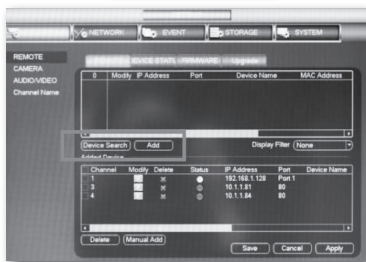 NETWORK EVENT STORAGE SYSTEM
REMOTE
CAMERA
AUDIO/VIDEO
Channel Name
DEVICE STATU FIRMWARE Upgrade
0 Modify IP Address Port Device Name MAC Address
Device Search Add Display Filter None
Added Device
Channel Modify Delete Status IP Address Port Device Name
1 192.168.1.128 Port 1
3 10.1.1.81 80
4 10.1.1.84 80
Delete Manual Add
Save Cancel Apply